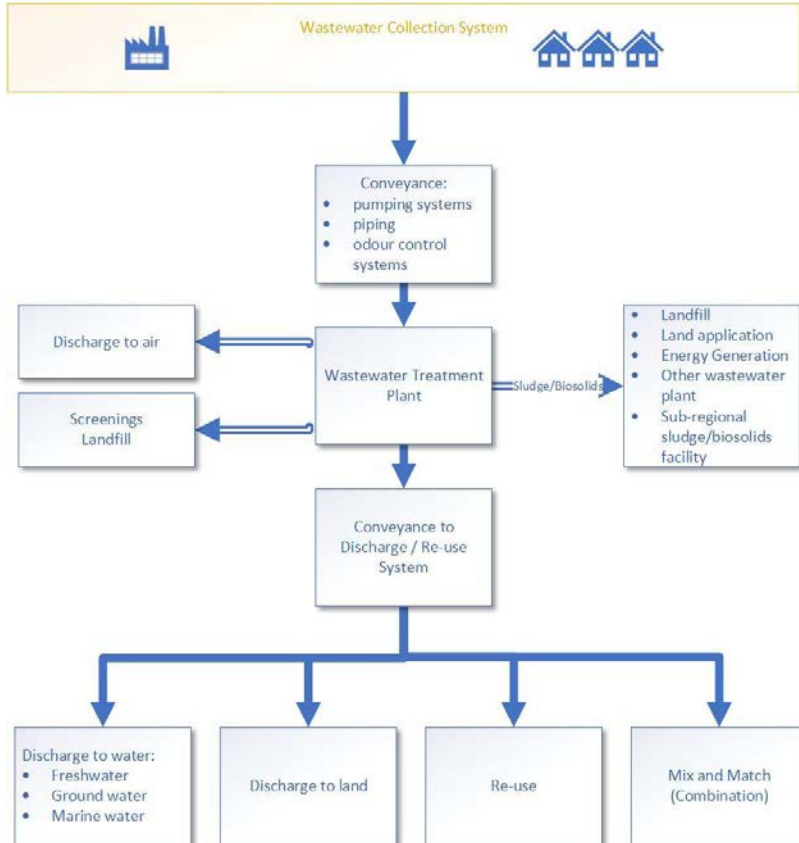 Wastewater Collection System
Conveyance:
• pumping systems
• piping
• odour control
systems
Discharge to air
Wastewater Treatment
Plant
Sludge/Biosolids
• Landfill
• Land application
• Energy Generation
• Other wastewater
plant
• Sub-regional
sludge/biosolids
facility
Screenings
Landfill
Conveyance to
Discharge / Re-use
System
Discharge to water:
• Freshwater
• Ground water
• Marine water
Discharge to land
Re-use
Mix and Match
(Combination)